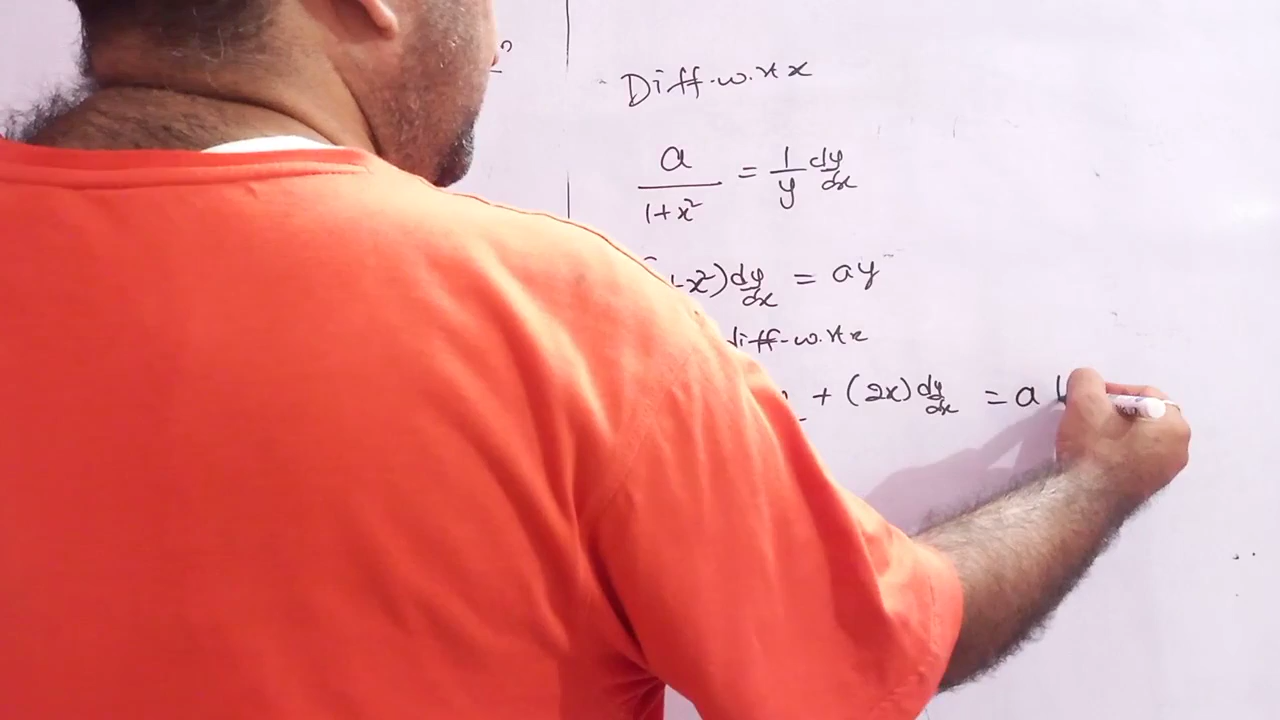 Diff.w.r.t x
a/(1+x²) = 1/y dy/dx
+x²)dy/dx = ay
diff-w.r.t x
+ (2x)dy/dx = a